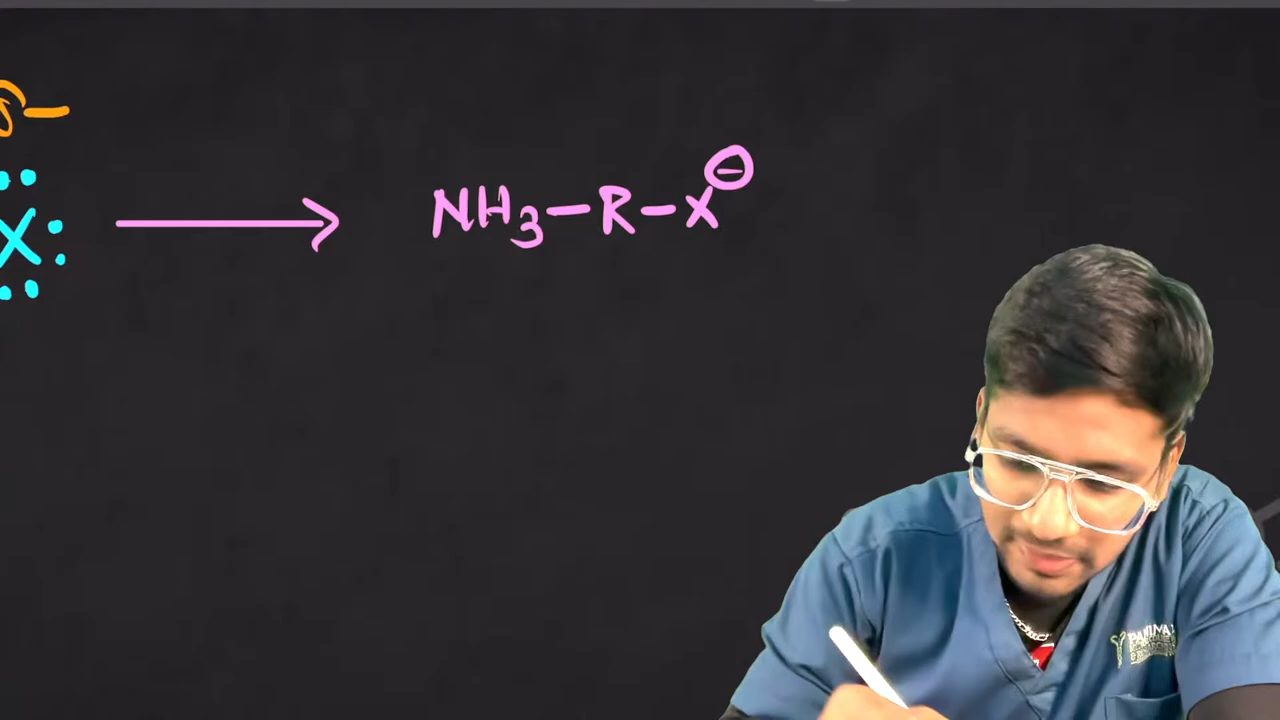 δ-
X
NH₃-R-X⊖